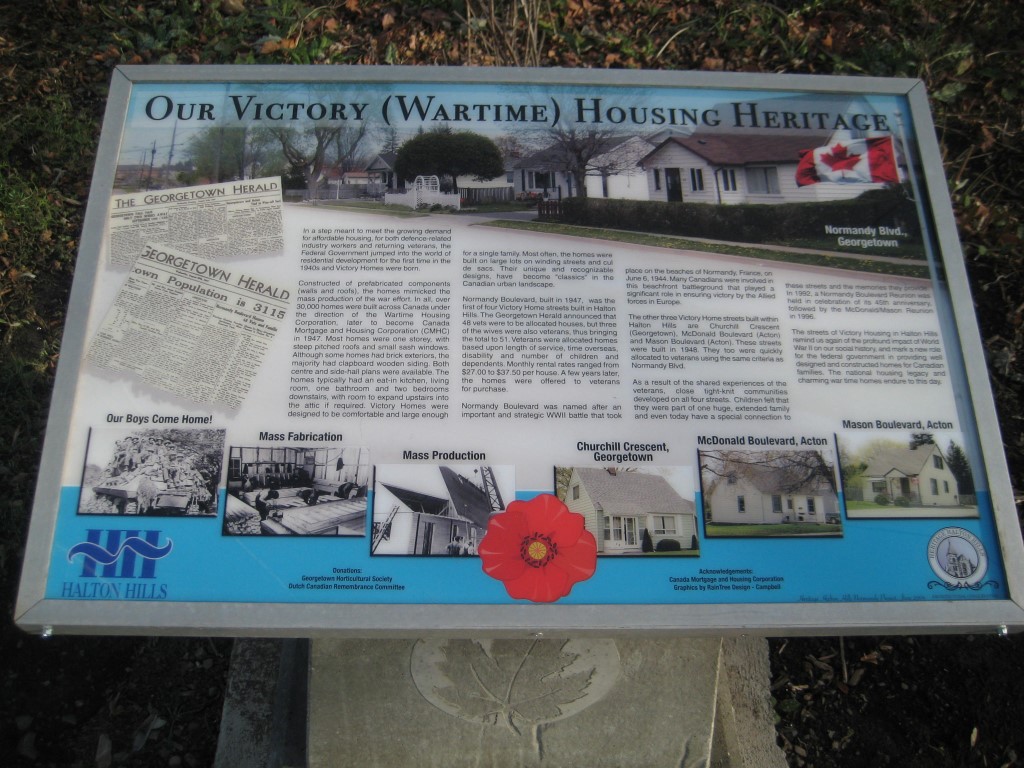 OUR VICTORY (WARTIME) HOUSING HERITAGE
THE GEORGETOWN HERALD
GEORGETOWN HERALD
Population is 3115
Normandy Blvd.,
Georgetown
In a step meant to meet the growing demand
for affordable housing, for both defence-related
industry workers and returning veterans, the
Federal Government jumped into the world of
residential development for the first time in the
1940s and Victory Homes were born.
Constructed of prefabricated components
(walls and roofs), the homes mimicked the
mass production of the war effort. In all, over
30,000 homes were built across Canada under
the direction of the Wartime Housing
Corporation, later to become Canada
Mortgage and Housing Corporation (CMHC)
in 1947. Most homes were one storey, with
steep pitched roofs and small sash windows.
Although some homes had brick exteriors, the
majority had clapboard wooden siding. Both
centre and side-hall plans were available. The
homes typically had an eat-in kitchen, living
room, one bathroom and two bedrooms
downstairs, with room to expand upstairs into
the attic if required. Victory Homes were
designed to be comfortable and large enough
for a single family. Most often, the homes were
built on large lots on winding streets and cul
de sacs. Their unique and recognizable
designs, have become "classics" in the
Canadian urban landscape.
Normandy Boulevard, built in 1947, was the
first of four Victory Home streets built in Halton
Hills. The Georgetown Herald announced that
48 vets were to be allocated houses, but three
of the wives were also veterans, thus bringing
the total to 51. Veterans were allocated homes
based upon length of service, time overseas,
disability and number of children and
dependents. Monthly rental rates ranged from
$27.00 to $37.50 per house. A few years later,
the homes were offered to veterans
for purchase.
Normandy Boulevard was named after an
important and strategic WWII battle that took
place on the beaches of Normandy, France, on
June 6, 1944. Many Canadians were involved in
this beachfront battleground that played a
significant role in ensuring victory by the Allied
forces in Europe.
The other three Victory Home streets built within
Halton Hills are Churchill Crescent
(Georgetown), McDonald Boulevard (Acton)
and Mason Boulevard (Acton). These streets
were built in 1948. They too were quickly
allocated to veterans using the same criteria as
Normandy Blvd.
As a result of the shared experiences of the
veterans, close tight-knit communities
developed on all four streets. Children felt that
they were part of one huge, extended family
and even today have a special connection to
these streets and the memories they provide.
In 1992, a Normandy Boulevard Reunion was
held in celebration of its 45th anniversary,
followed by the McDonald/Mason Reunion
in 1996.
The streets of Victory Housing in Halton Hills
remind us again of the profound impact of World
War II on our social history, and mark a new role
for the federal government in providing well
designed and constructed homes for Canadian
families. The national housing legacy and
charming war time homes endure to this day.
Our Boys Come Home!
Mass Fabrication
Mass Production
Churchill Crescent,
Georgetown
McDonald Boulevard, Acton
Mason Boulevard, Acton
HALTON HILLS
Donations:
Georgetown Horticultural Society
Dutch Canadian Remembrance Committee
Acknowledgements:
Canada Mortgage and Housing Corporation
Graphics by RainTree Design - Campbell